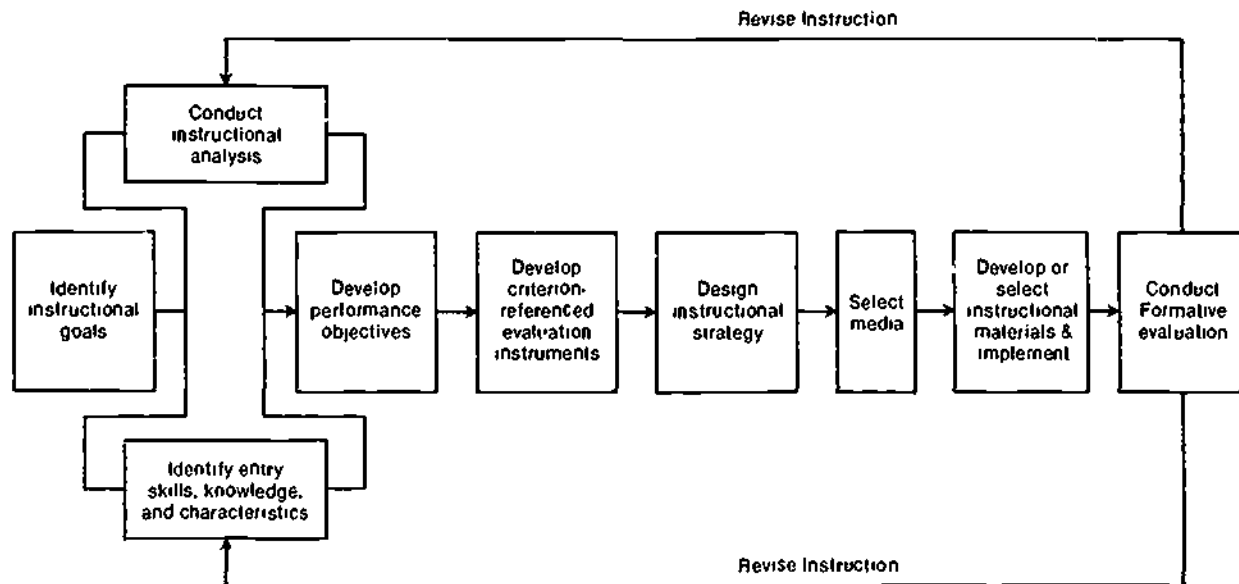 Revise Instruction
Conduct
instructional
analysis
Identify
instructional
goals
Develop
performance
objectives
Develop
criterion-
referenced
evaluation
instruments
Design
instructional
strategy
Select
media
Develop or
select
instructional
materials &
implement
Conduct
Formative
evaluation
Identify entry
skills, knowledge,
and characteristics
Revise Instruction